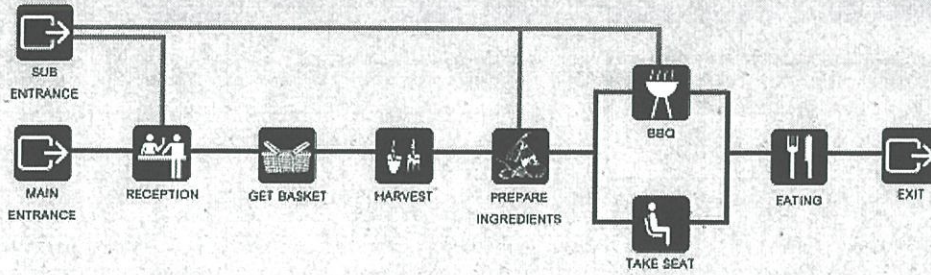 SUB
ENTRANCE
MAIN
ENTRANCE
RECEPTION
GET BASKET
HARVEST
PREPARE
INGREDIENTS
BBQ
TAKE SEAT
EATING
EXIT